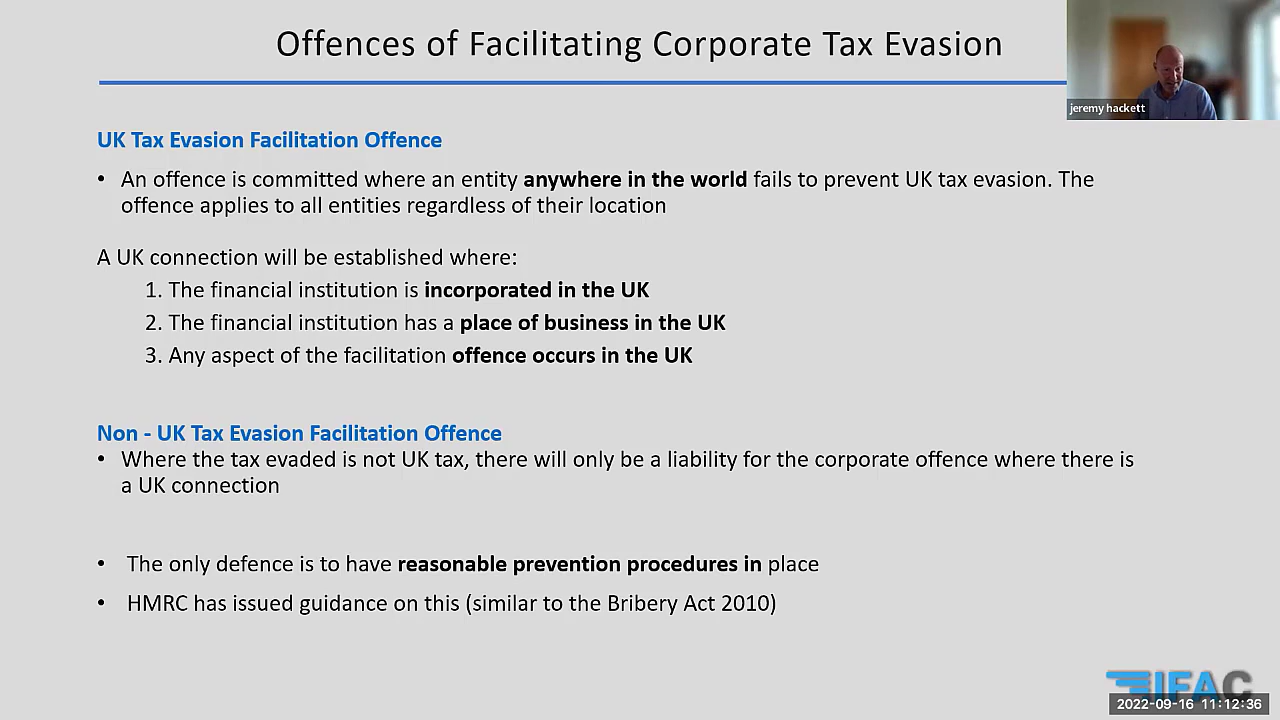 Offences of Facilitating Corporate Tax Evasion
jeremy hackett
UK Tax Evasion Facilitation Offence
• An offence is committed where an entity anywhere in the world fails to prevent UK tax evasion. The
offence applies to all entities regardless of their location
A UK connection will be established where:
1. The financial institution is incorporated in the UK
2. The financial institution has a place of business in the UK
3. Any aspect of the facilitation offence occurs in the UK
Non - UK Tax Evasion Facilitation Offence
• Where the tax evaded is not UK tax, there will only be a liability for the corporate offence where there is
a UK connection
• The only defence is to have reasonable prevention procedures in place
• HMRC has issued guidance on this (similar to the Bribery Act 2010)
IFAC
2022-09-16 11:12:36